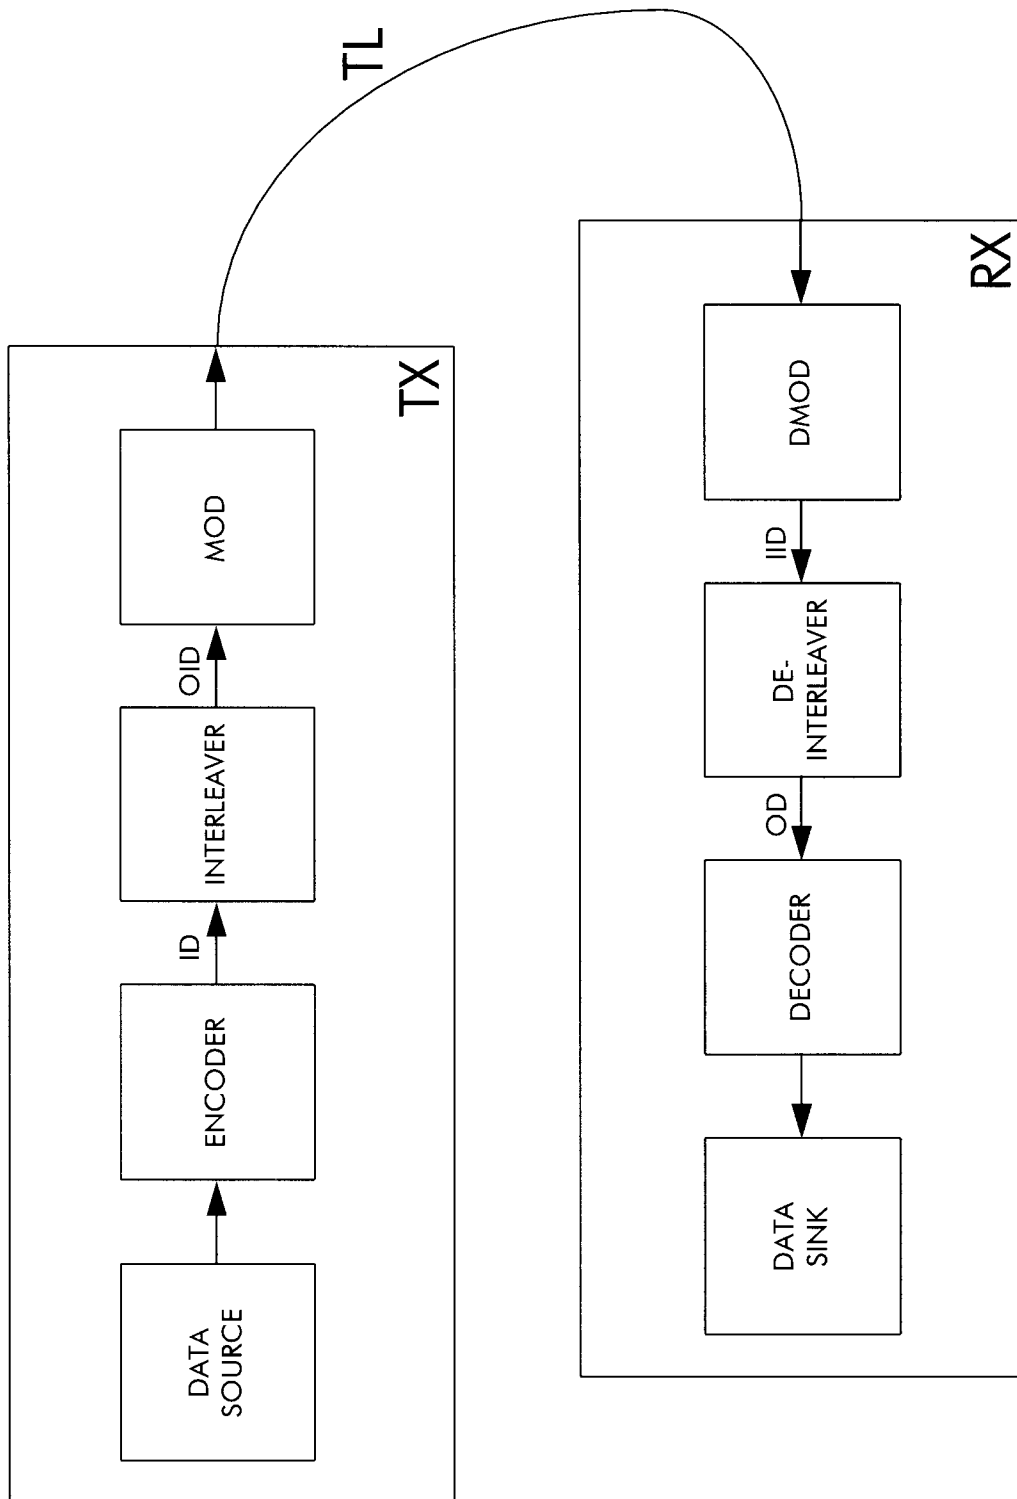 DATA
SOURCE
ENCODER
ID
INTERLEAVER
OID
MOD
TX
TL
DATA
SINK
DECODER
OD
DE-
INTERLEAVER
IID
DMOD
RX